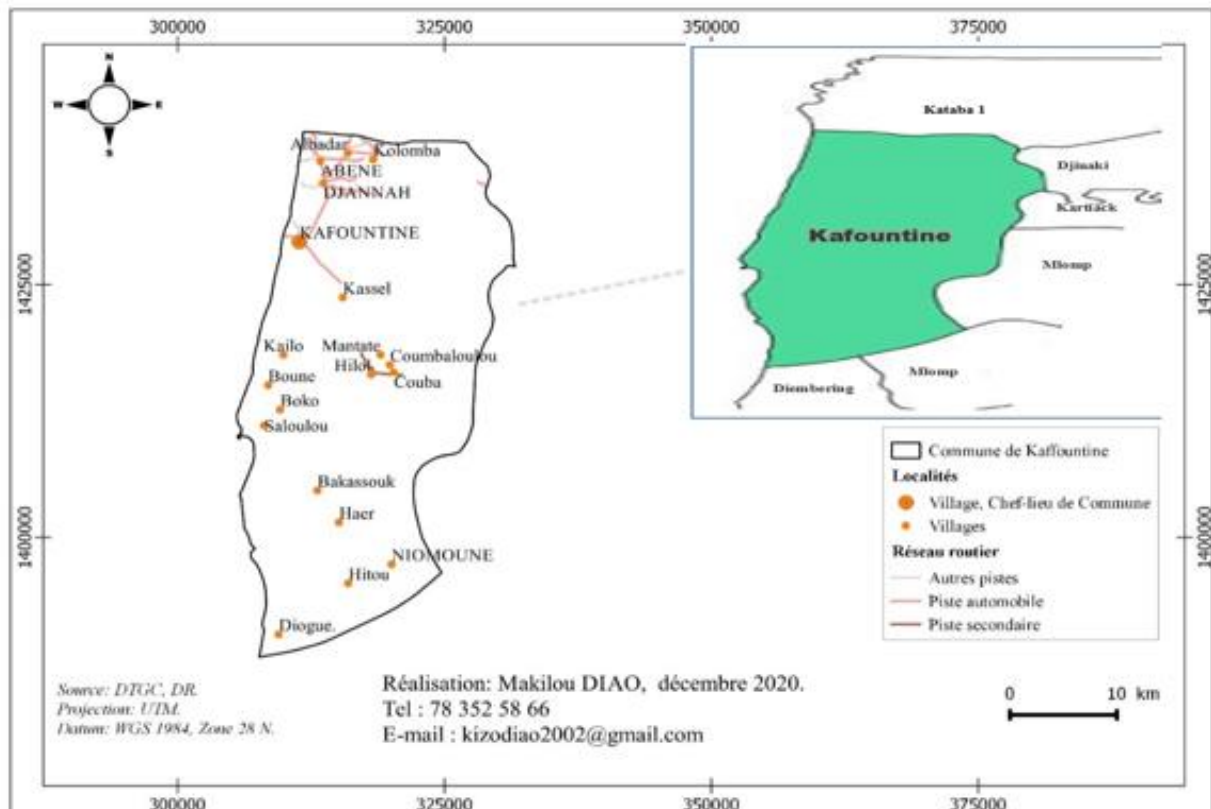 300000
325000
350000
375000
N
W
E
S
Albadar
Kolomba
ABENE
DJANNAH
KAFOUNTINE
Kassel
Kailo
Mantate
Coumbaloulou
Hilol
Boune
Couba
Boko
Saloulou
Bakassouk
Haer
NIOMOUNE
Hitou
Diogue.
1425000
1400000
Kataba 1
Djinaki
Kartiack
Kafountine
Mlomp
Mlomp
Diembering
1425000
1400000
Commune de Kaffountine
Localités
Village, Chef-lieu de Commune
Villages
Réseau routier
Autres pistes
Piste automobile
Piste secondaire
Source: DTGC, DR.
Projection: UTM.
Datum: WGS 1984, Zone 28 N.
Réalisation: Makilou DIAO, décembre 2020.
Tel : 78 352 58 66
E-mail : kizodiao2002@gmail.com
0 10 km
300000
325000
350000
375000